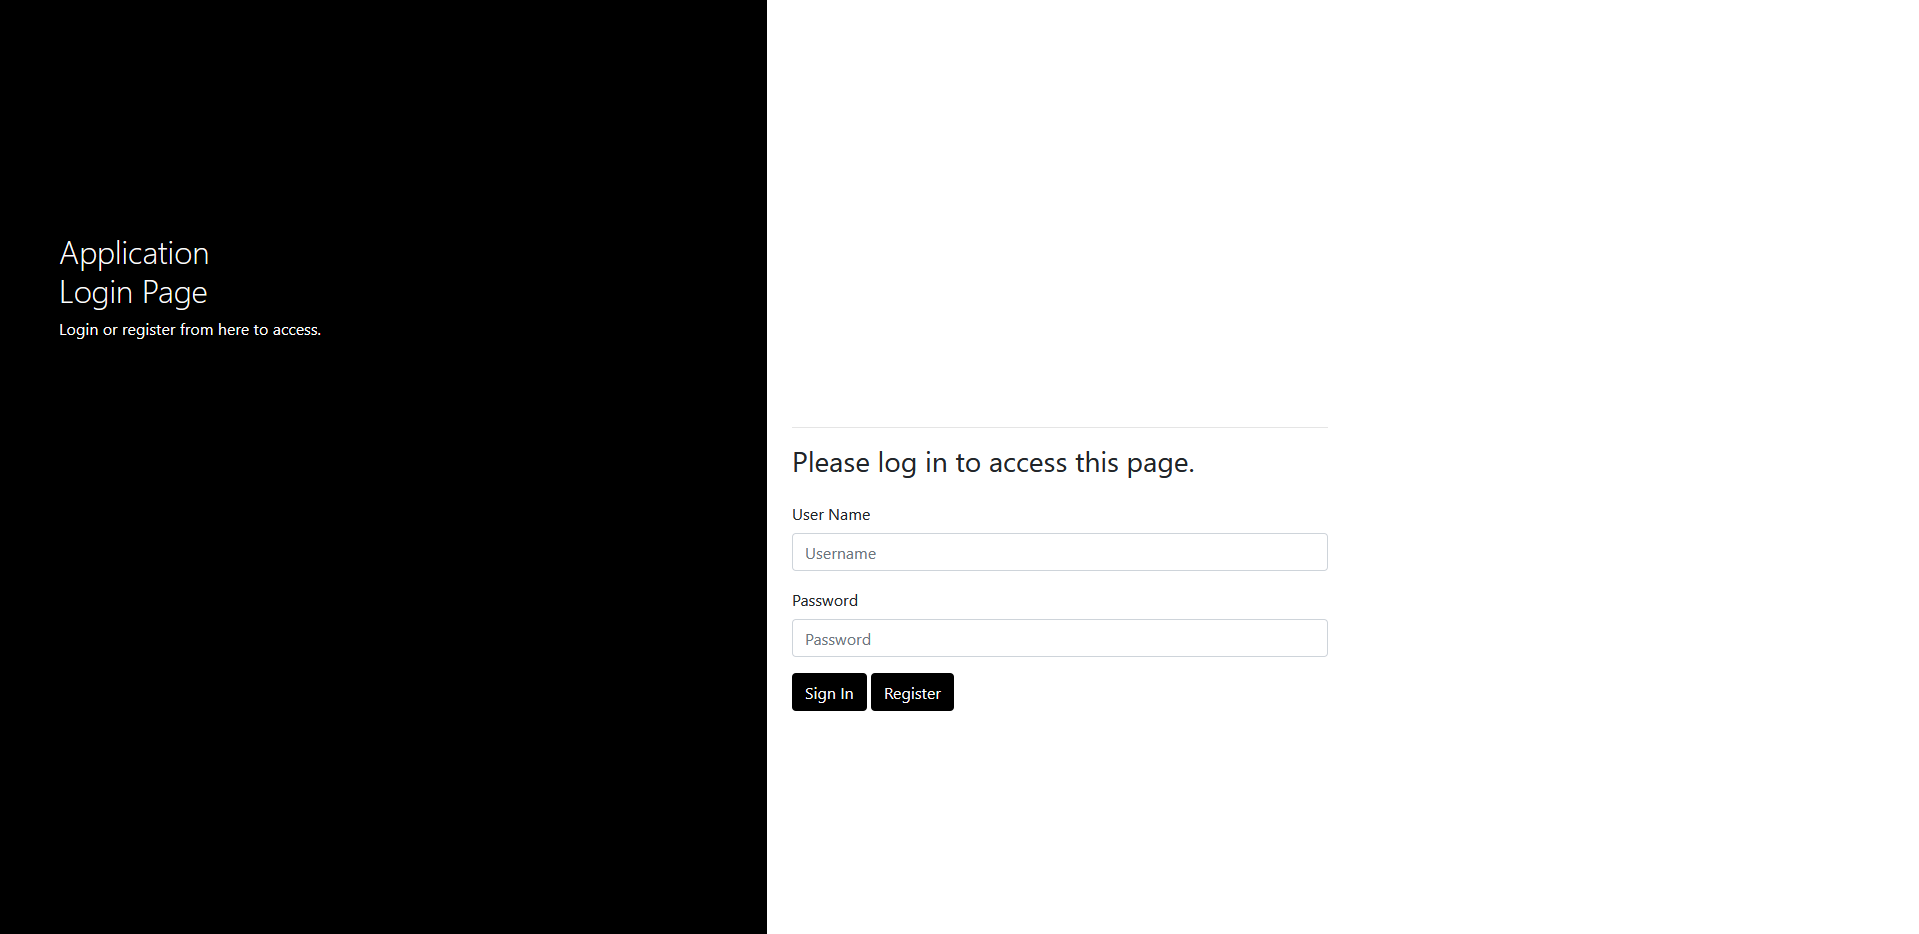 Application
Login Page
Login or register from here to access.
Please log in to access this page.
User Name
Username
Password
Password
Sign In Register